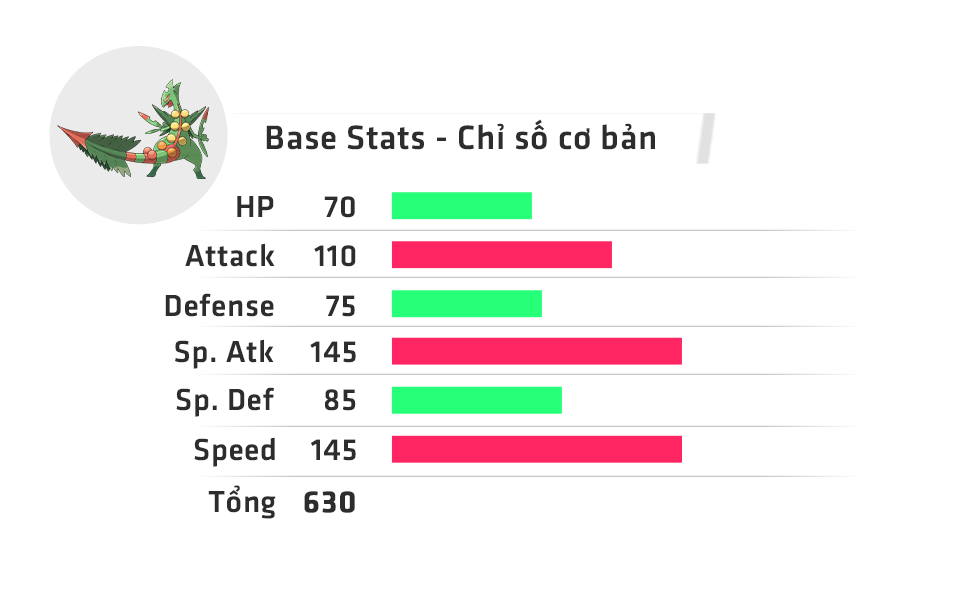 Base Stats - Chỉ số cơ bản
HP 70
Attack 110
Defense 75
Sp. Atk 145
Sp. Def 85
Speed 145
Tổng 630